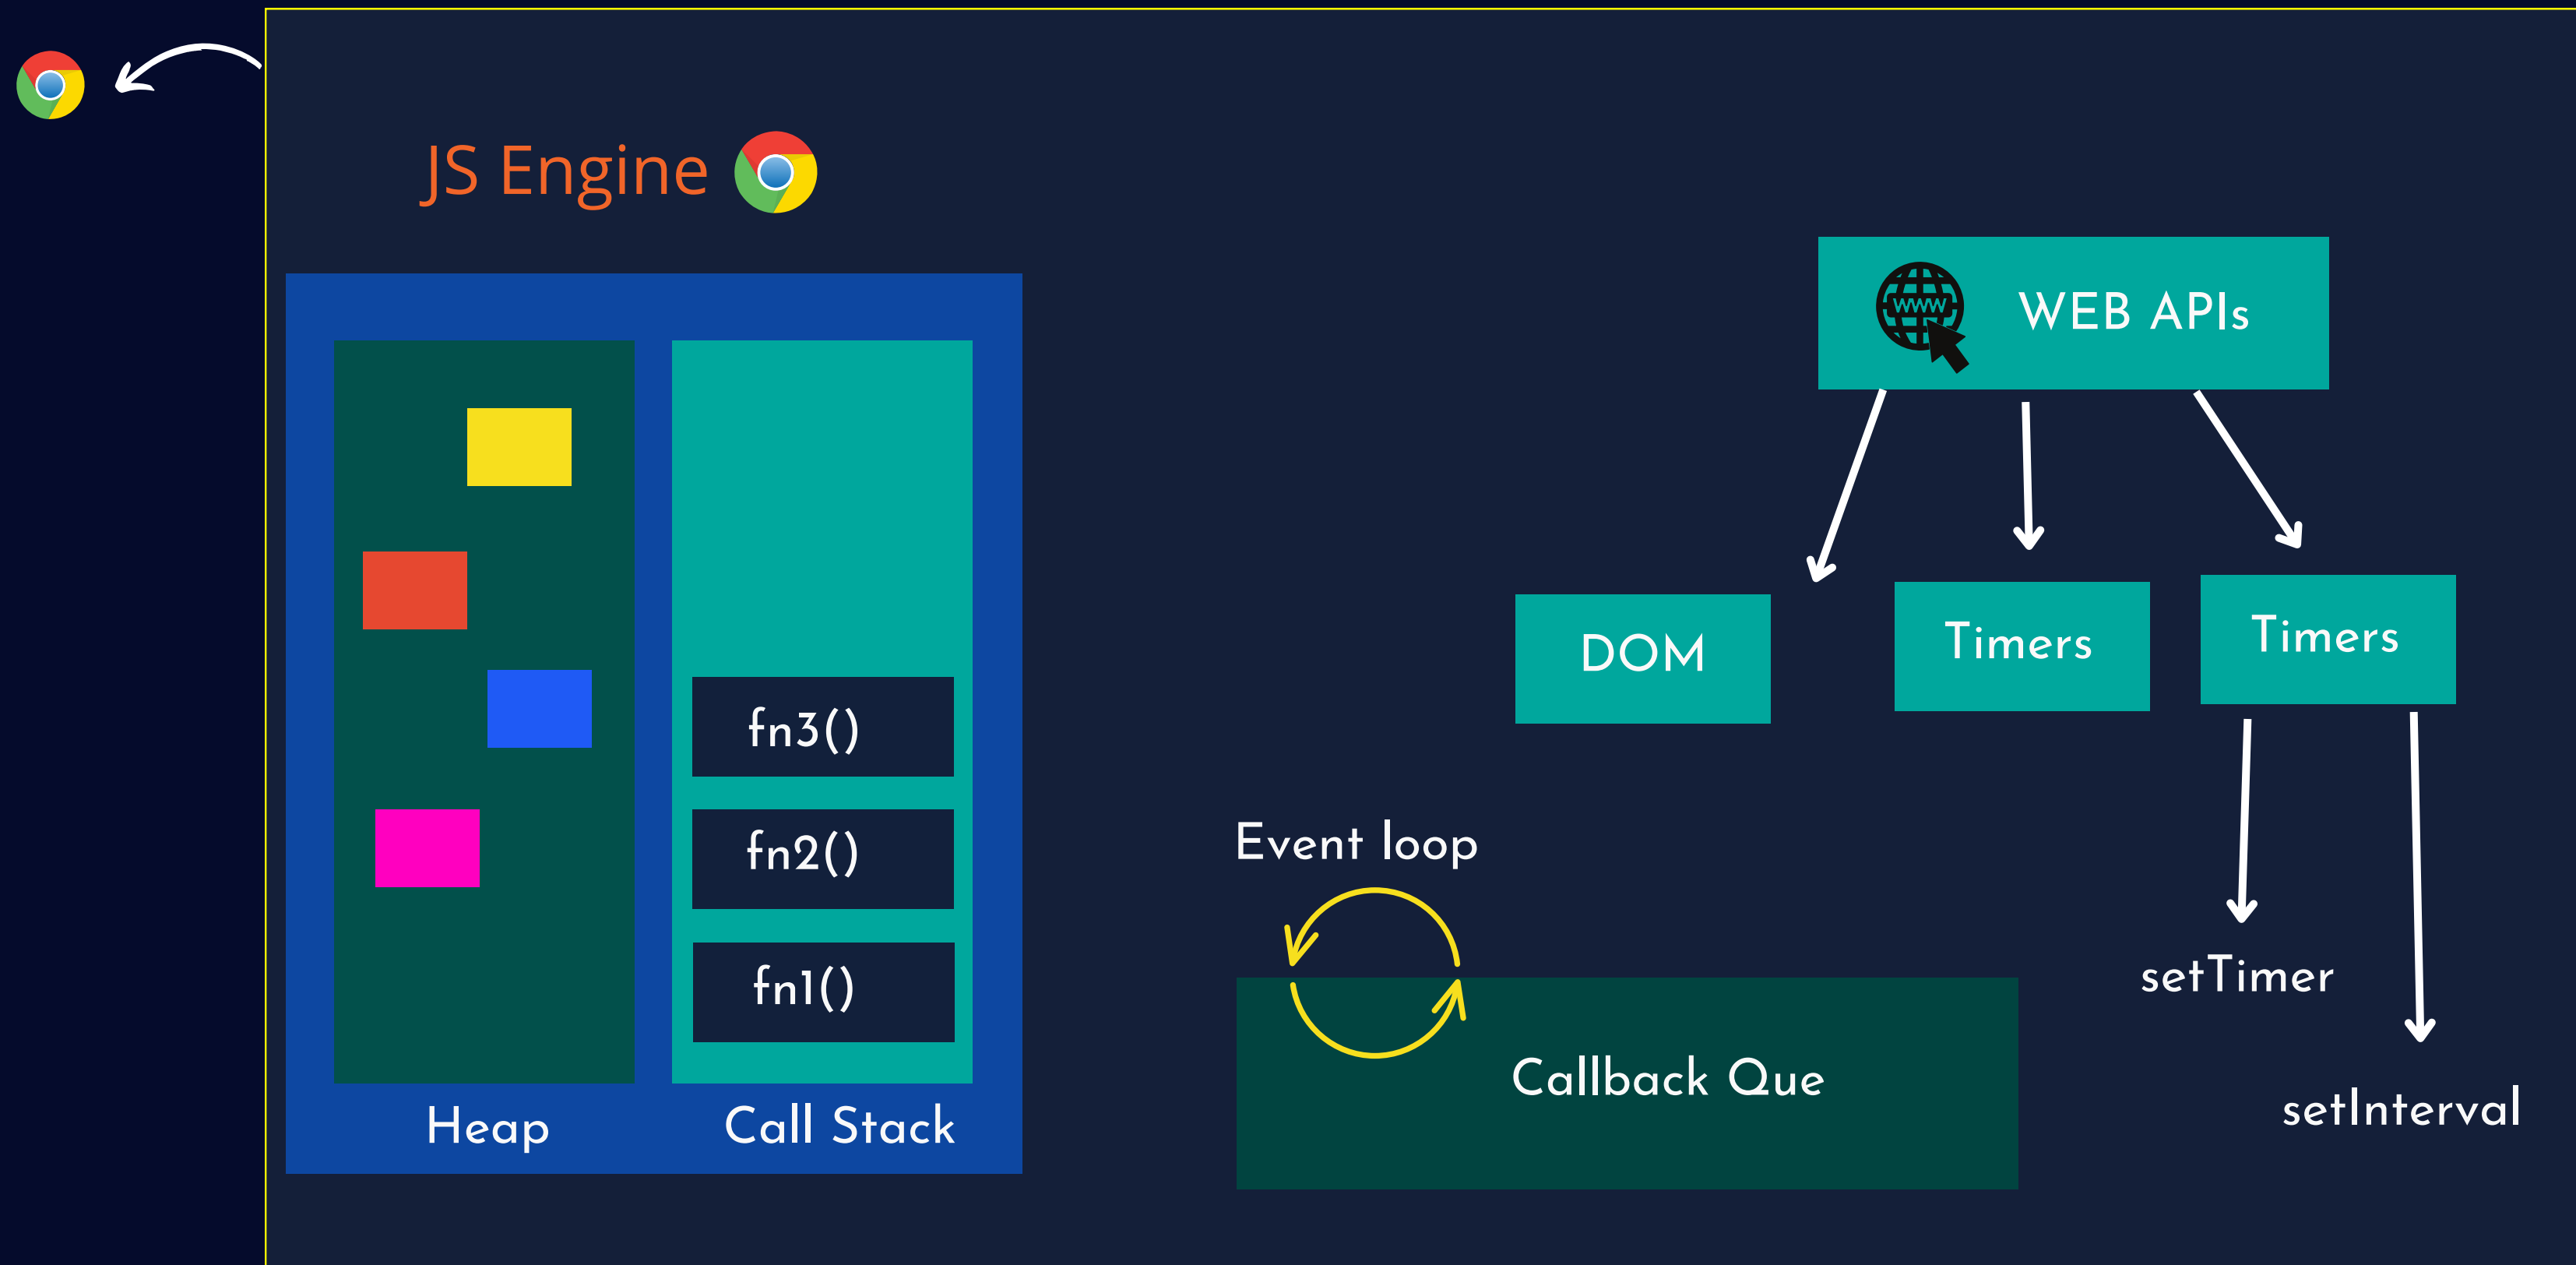 JS Engine
WWW
WEB APIs
DOM
Timers
Timers
fn3()
fn2()
fn1()
Heap
Call Stack
Event loop
Callback Que
setTimer
setInterval